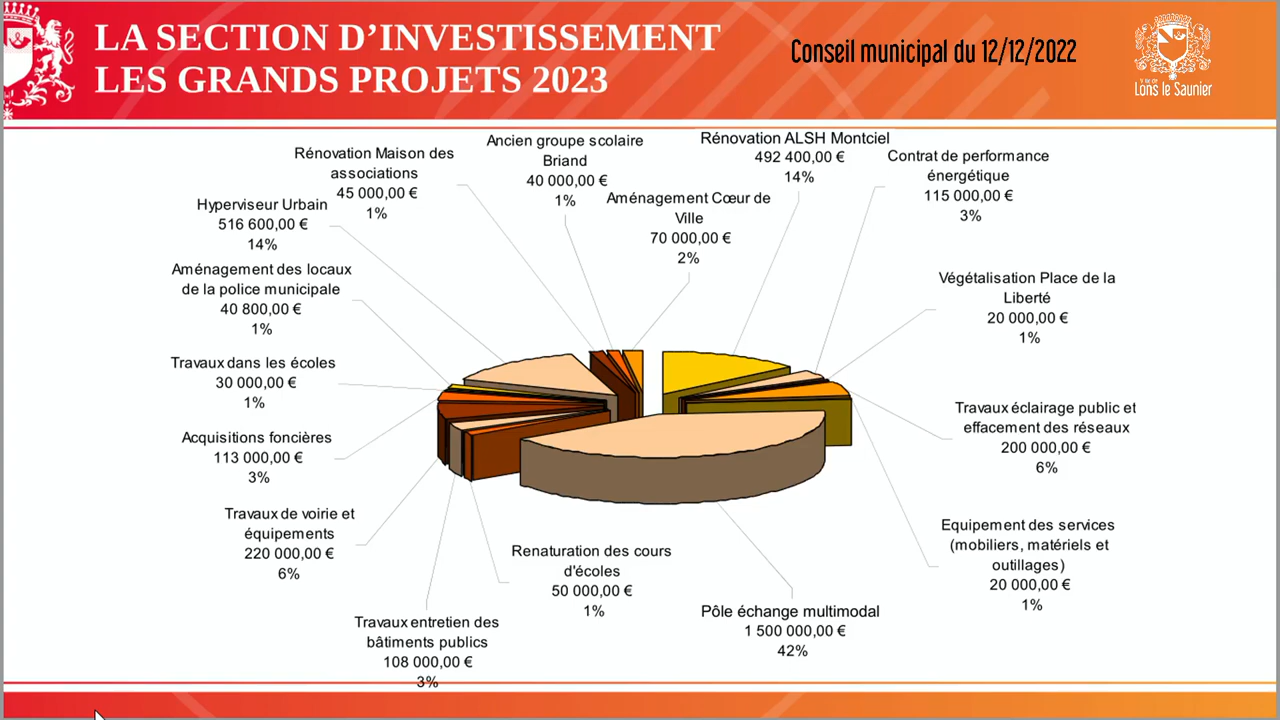 LA SECTION D’INVESTISSEMENT
LES GRANDS PROJETS 2023
Conseil municipal du 12/12/2022
Ville de
Lons le Saunier
Rénovation Maison des
associations
45 000,00 €
1%
Ancien groupe scolaire
Briand
40 000,00 €
1%
Aménagement Cœur de
Ville
70 000,00 €
2%
Rénovation ALSH Montciel
492 400,00 €
14%
Contrat de performance
énergétique
115 000,00 €
3%
Hyperviseur Urbain
516 600,00 €
14%
Aménagement des locaux
de la police municipale
40 800,00 €
1%
Végétalisation Place de la
Liberté
20 000,00 €
1%
Travaux dans les écoles
30 000,00 €
1%
Travaux éclairage public et
effacement des réseaux
200 000,00 €
6%
Acquisitions foncières
113 000,00 €
3%
Travaux de voirie et
équipements
220 000,00 €
6%
Equipement des services
(mobiliers, matériels et
outillages)
20 000,00 €
1%
Renaturation des cours
d'écoles
50 000,00 €
1%
Pôle échange multimodal
1 500 000,00 €
42%
Travaux entretien des
bâtiments publics
108 000,00 €
3%